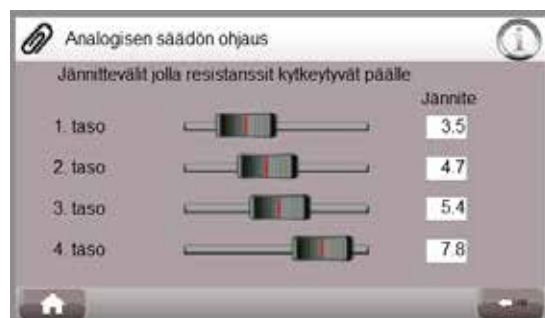 Analogisen säädön ohjaus
Jännittevälit jolla resistanssit kytkeytyvät päälle
Jännite
1. taso 3.5
2. taso 4.7
3. taso 5.4
4. taso 7.8